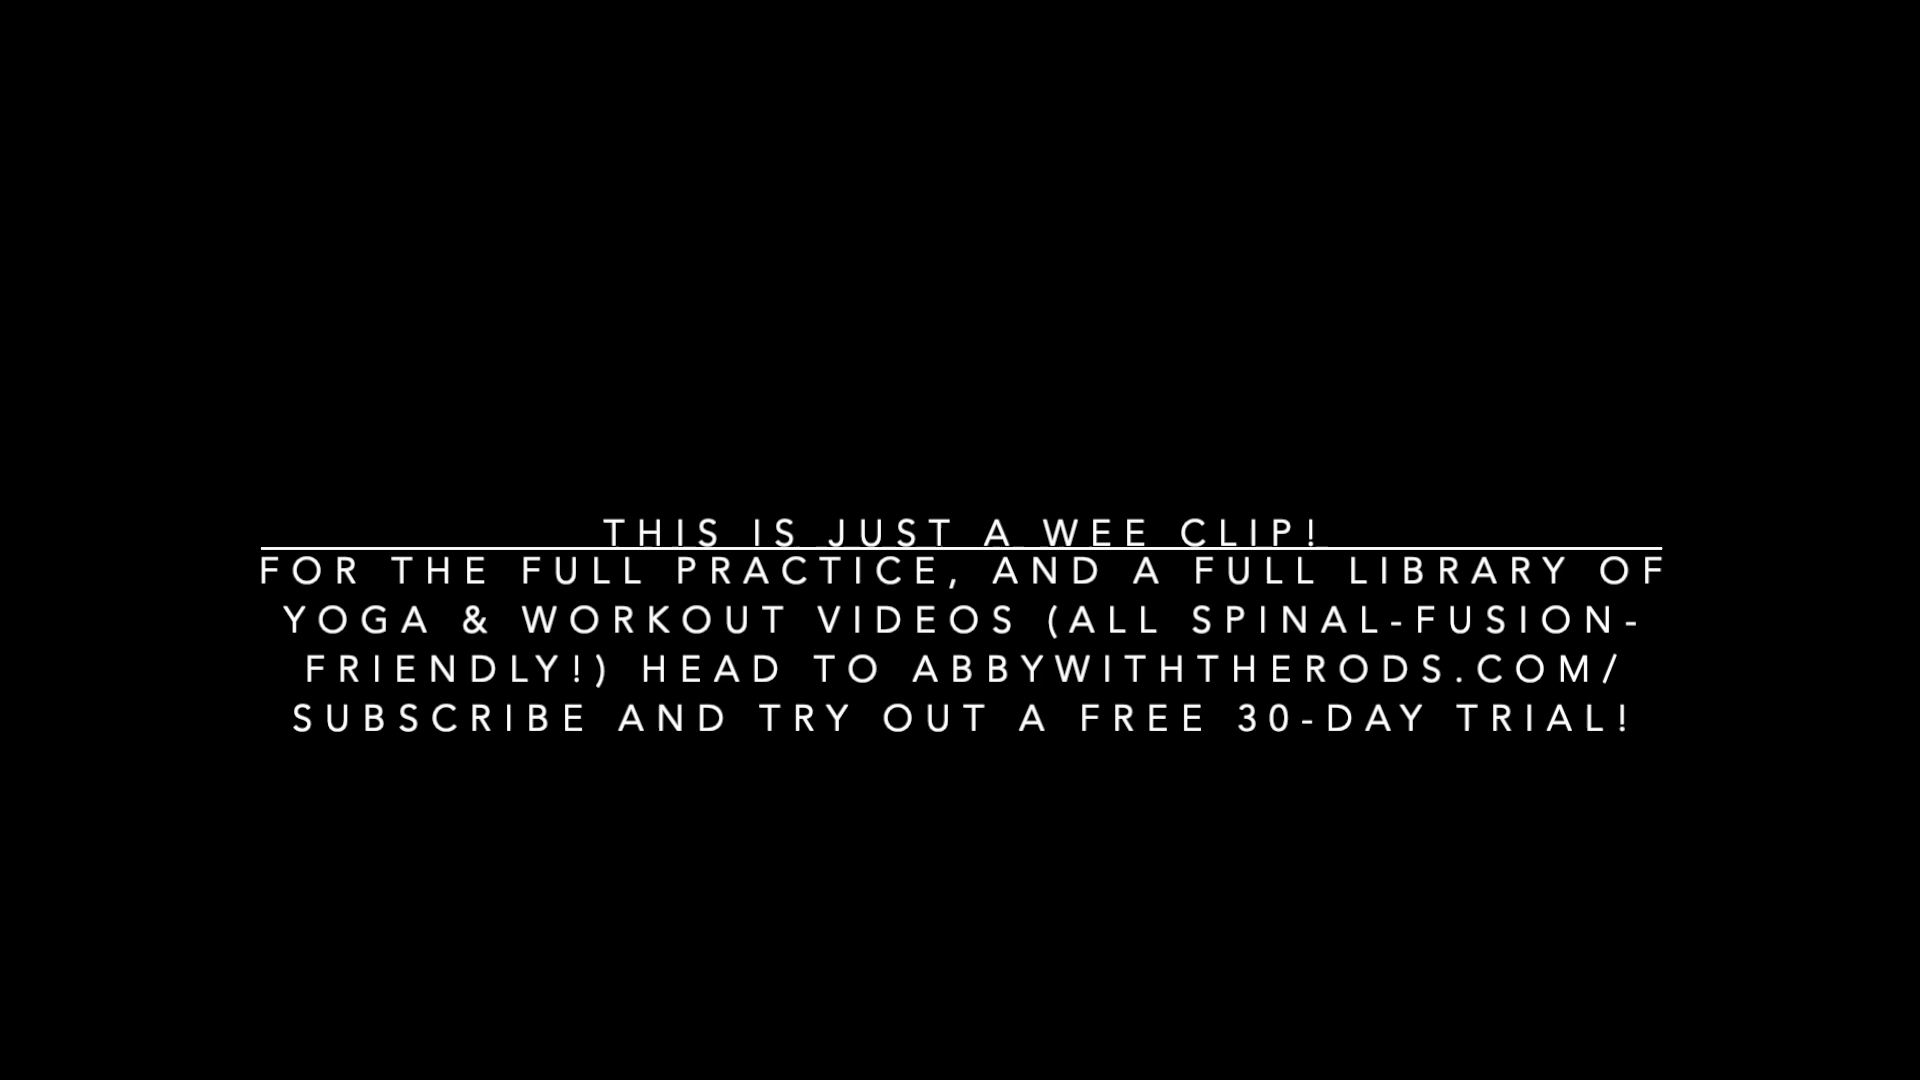 THIS IS JUST A WEE CLIP!
FOR THE FULL PRACTICE, AND A FULL LIBRARY OF
YOGA & WORKOUT VIDEOS (ALL SPINAL-FUSION-
FRIENDLY!) HEAD TO ABBYWITHTHERODS.COM/
SUBSCRIBE AND TRY OUT A FREE 30-DAY TRIAL!